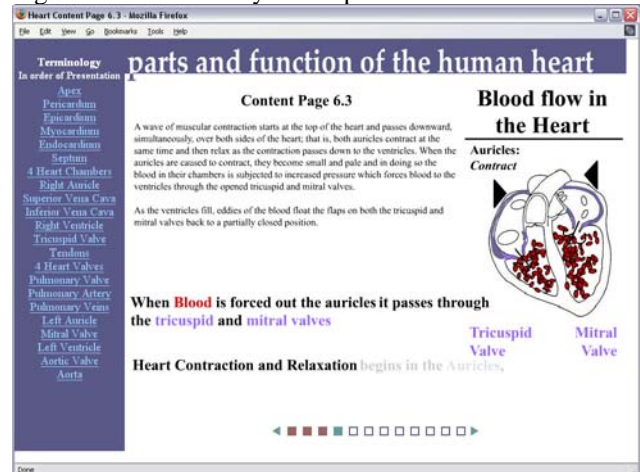 Heart Content Page 6.3 - Mozilla Firefox
File Edit View Go Bookmarks Tools Help
parts and function of the human heart
Terminology
In order of Presentation
Apex
Pericardium
Epicardium
Myocardium
Endocardium
Septum
4 Heart Chambers
Right Auricle
Superior Vena Cava
Inferior Vena Cava
Right Ventricle
Tricuspid Valve
Tendons
4 Heart Valves
Pulmonary Valve
Pulmonary Artery
Pulmonary Veins
Left Auricle
Mitral Valve
Left Ventricle
Aortic Valve
Aorta
Content Page 6.3
A wave of muscular contraction starts at the top of the heart and passes downward,
simultaneously, over both sides of the heart; that is, both auricles contract at the
same time and then relax as the contraction passes down to the ventricles. When the
auricles are caused to contract, they become small and pale and in doing so the
blood in their chambers is subjected to increased pressure which forces blood to the
ventricles through the opened tricuspid and mitral valves.
As the ventricles fill, eddies of the blood float the flaps on both the tricuspid and
mitral valves back to a partially closed position.
When Blood is forced out the auricles it passes through
the tricuspid and mitral valves
Heart Contraction and Relaxation begins in the Auricles,
Blood flow in
the Heart
Auricles:
Contract
Tricuspid Mitral
Valve Valve
Done